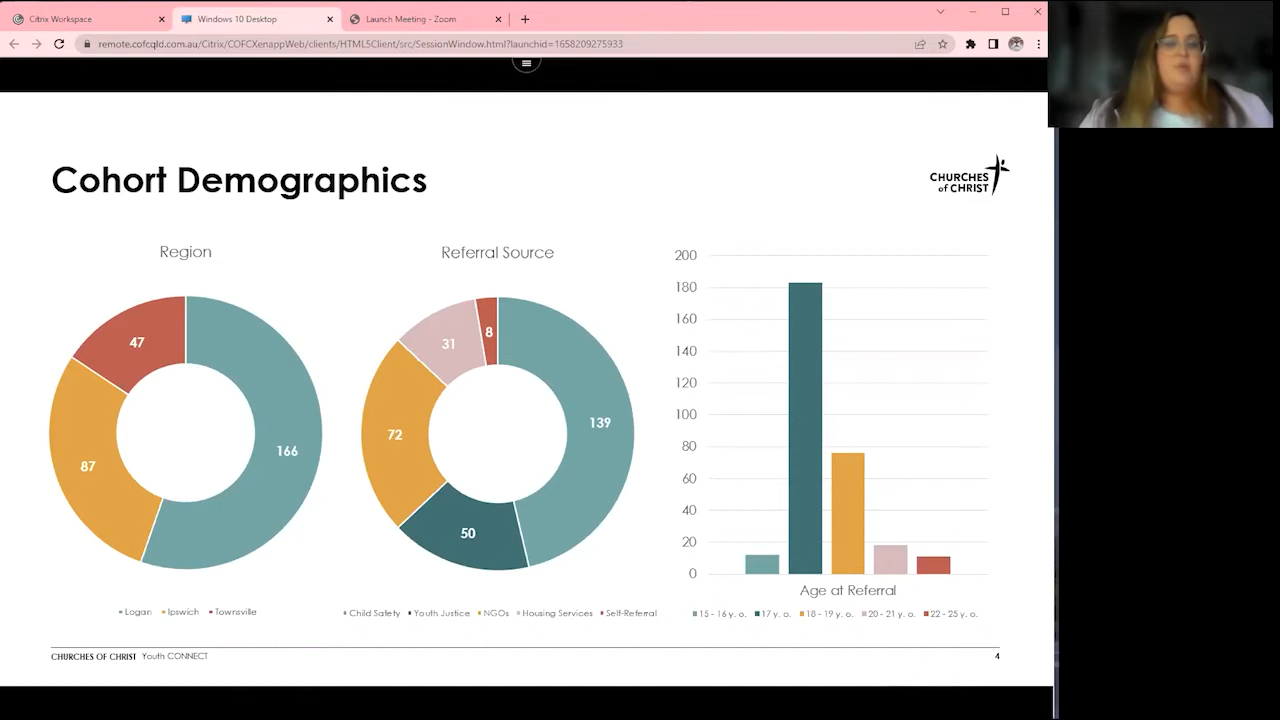 Citrix Workspace
Windows 10 Desktop
Launch Meeting - Zoom
remote.cofcqld.com.au/Citrix/COFCXenappWeb/clients/HTML5Client/src/SessionWindow.html?launchid=1658209275933
Cohort Demographics
CHURCHES
of CHRIST
Region
47
87
166
Logan Ipswich Townsville
Referral Source
8
31
139
72
50
Child Safety Youth Justice NGOs Housing Services Self-Referral
200
180
160
140
120
100
80
60
40
20
0
Age at Referral
15 - 16 y. o. 17 y. o. 18 - 19 y. o. 20 - 21 y. o. 22 - 25 y. o.
CHURCHES OF CHRIST Youth CONNECT
4